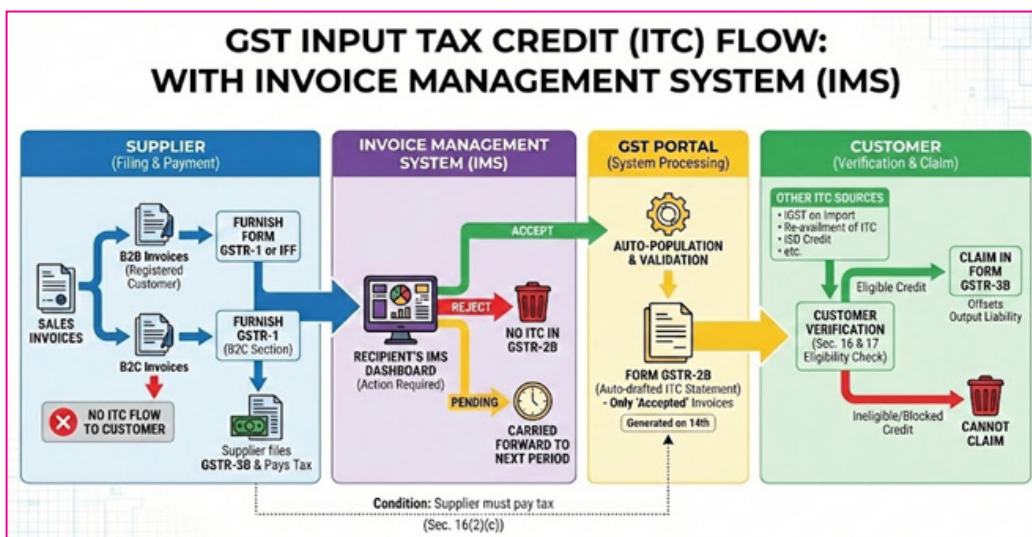 GST INPUT TAX CREDIT (ITC) FLOW:
WITH INVOICE MANAGEMENT SYSTEM (IMS)
SUPPLIER
(Filing & Payment)
SALES
INVOICES
B2B Invoices
(Registered
Customer)
FURNISH
FORM
GSTR-1 or IFF
B2C Invoices
FURNISH
GSTR-1
(B2C Section)
NO ITC FLOW
TO CUSTOMER
Supplier files
GSTR-3B & Pays Tax
INVOICE MANAGEMENT
SYSTEM (IMS)
RECIPIENT'S IMS
DASHBOARD
(Action Required)
ACCEPT
REJECT
NO ITC IN
GSTR-2B
PENDING
CARRIED
FORWARD TO
NEXT PERIOD
GST PORTAL
(System Processing)
AUTO-POPULATION
& VALIDATION
FORM GSTR-2B
(Auto-drafted ITC Statement)
- Only 'Accepted' Invoices
Generated on 14th
CUSTOMER
(Verification & Claim)
OTHER ITC SOURCES
• IGST on Import
• Re-availment of ITC
• ISD Credit
• etc.
Eligible Credit
CLAIM IN
FORM
GSTR-3B
Offsets
Output Liability
CUSTOMER
VERIFICATION
(Sec. 16 & 17
Eligibility Check)
Ineligible/Blocked
Credit
CANNOT
CLAIM
Condition: Supplier must pay tax
(Sec. 16(2)(c))